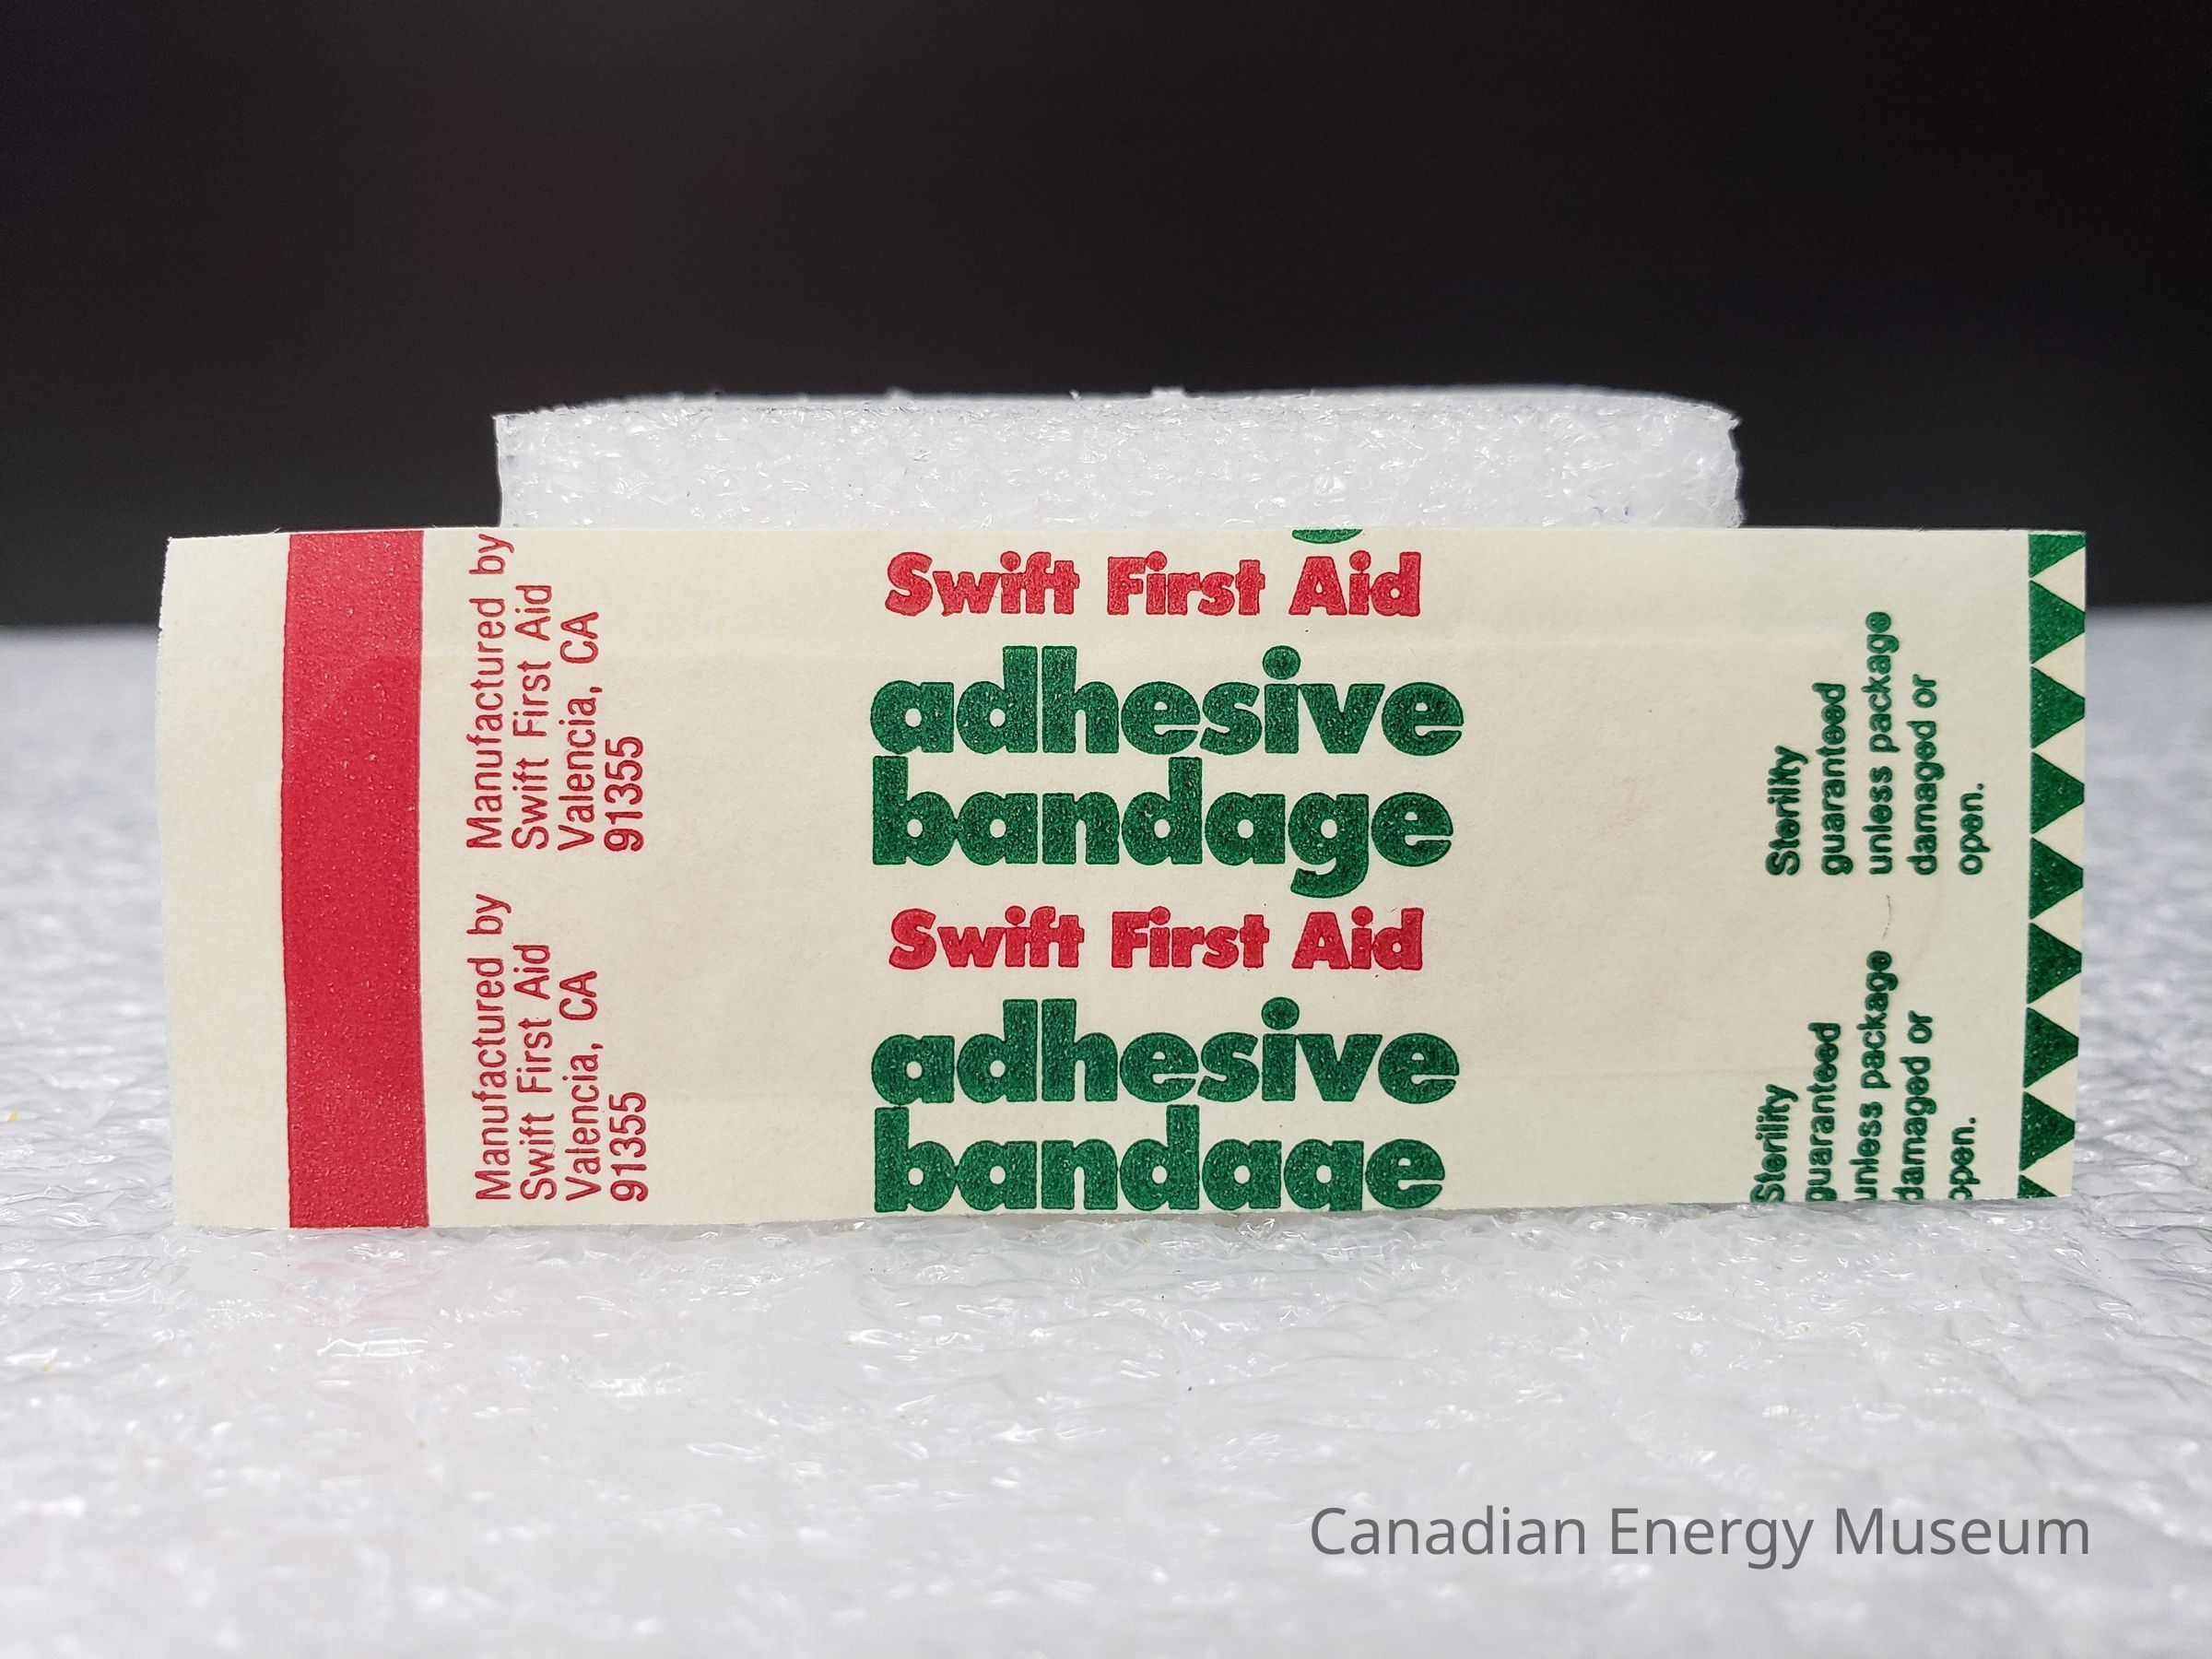 Manufactured by
Swift First Aid
Valencia, CA
91355
Manufactured by
Swift First Aid
Valencia, CA
91355
Swift First Aid
adhesive
bandage
Swift First Aid
adhesive
bandage
Sterility
guaranteed
unless package
damaged or
open.
Sterility
guaranteed
unless package
damaged or
open.
Canadian Energy Museum